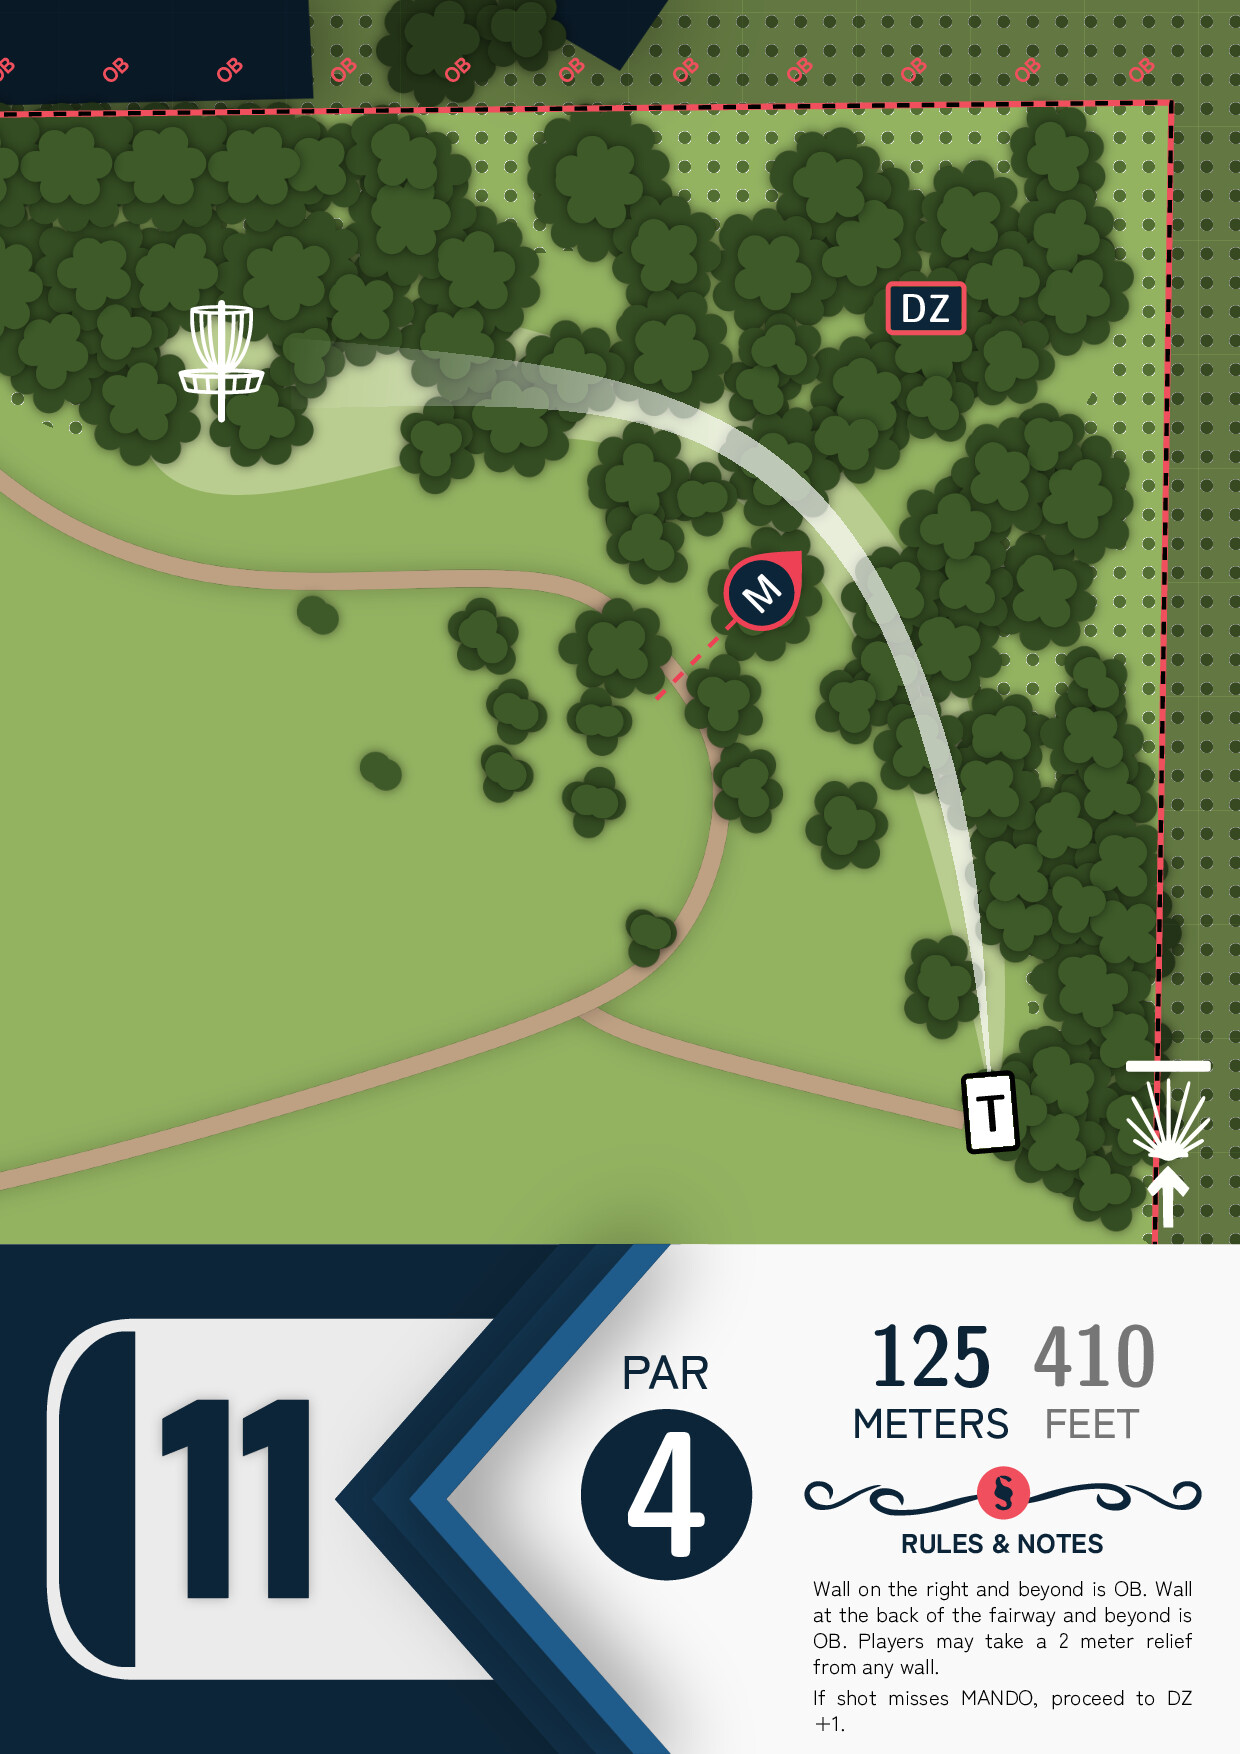 OB OB OB OB OB OB OB OB OB OB OB
DZ
M
T
11
PAR
4
125 410
METERS FEET
§
RULES & NOTES
Wall on the right and beyond is OB. Wall
at the back of the fairway and beyond is
OB. Players may take a 2 meter relief
from any wall.
If shot misses MANDO, proceed to DZ
+1.